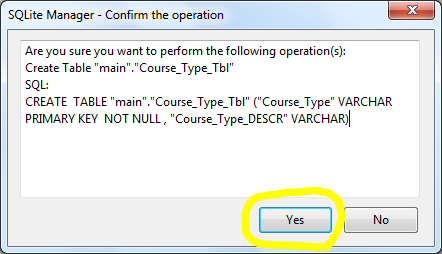 SQLite Manager - Confirm the operation
Are you sure you want to perform the following operation(s):
Create Table "main"."Course_Type_Tbl"
SQL:
CREATE  TABLE "main"."Course_Type_Tbl" ("Course_Type" VARCHAR
PRIMARY KEY  NOT NULL , "Course_Type_DESCR" VARCHAR)
Yes
No